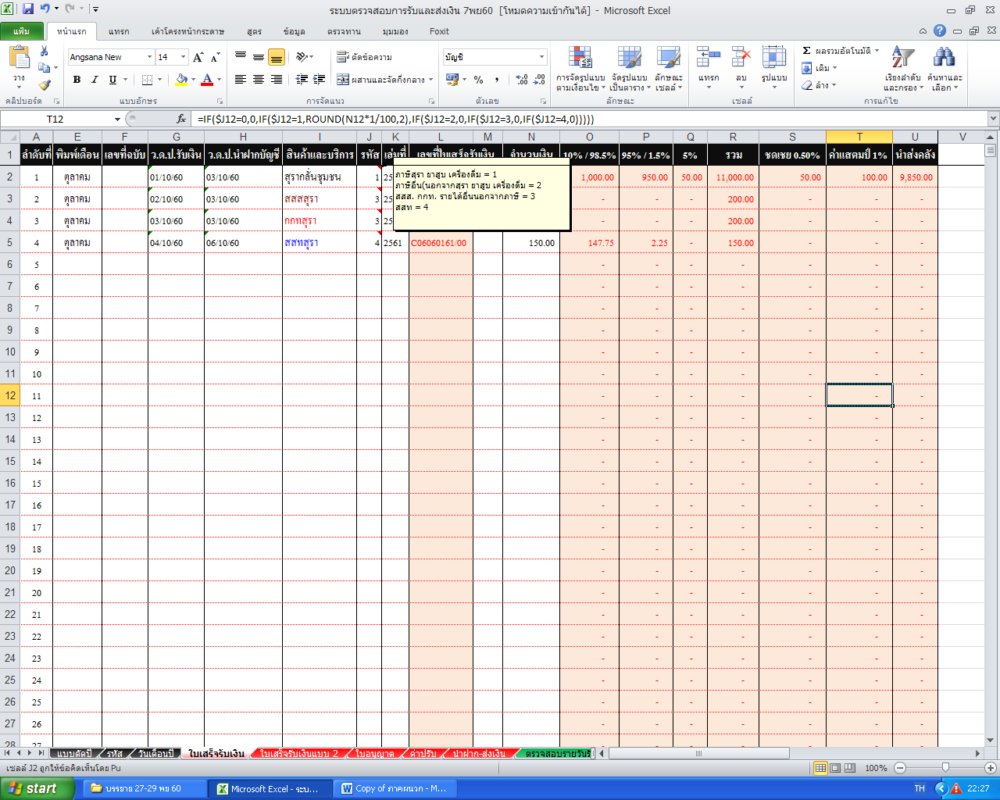 ระบบตรวจสอบการรับและส่งเงิน 7พย60 [โหมดความเข้ากันได้] - Microsoft Excel
แฟ้ม หน้าแรก แทรก เค้าโครงหน้ากระดาษ สูตร ข้อมูล ตรวจทาน มุมมอง Foxit
วาง
Angsana New 14
ตัดข้อความ
ผสานและจัดกึ่งกลาง
บัญชี
การจัดรูปแบบตามเงื่อนไข จัดรูปแบบเป็นตาราง ลักษณะเซลล์
แทรก ลบ รูปแบบ
ผลรวมอัตโนมัติ
เติม
ล้าง
เรียงลำดับและกรอง ค้นหาและเลือก
คลิปบอร์ด แบบอักษร การจัดแนว ตัวเลข ลักษณะ เซลล์ การแก้ไข
T12 fx =IF($J12=0,0,IF($J12=1,ROUND(N12*1/100,2),IF($J12=2,0,IF($J12=3,0,IF($J12=4,0)))))
A E F G H I J K L M N O P Q R S T U V
1 ลำดับที่ พิมพ์เดือน เลขที่ฉบับ ว.ด.ป.รับเงิน ว.ด.ป.นำฝากบัญชี สินค้าและบริการ รหัส เล่มที่ เลขที่ใบเสร็จรับเงิน จำนวนเงิน 10% / 98.5% 95% / 1.5% 5% รวม ชดเชย 0.50% ค่าแสตมป์ 1% นำส่งคลัง
2 1 ตุลาคม 01/10/60 03/10/60 สุรากลั่นชุมชน 1 25 1,000.00 950.00 50.00 11,000.00 50.00 100.00 9,850.00
3 2 ตุลาคม 02/10/60 03/10/60 สสสสุรา 3 25 - - - 200.00 - - -
4 3 ตุลาคม 03/10/60 03/10/60 กกทสุรา 3 25 - - - 200.00 - - -
5 4 ตุลาคม 04/10/60 06/10/60 สสทสุรา 4 2561 C06060161/00 150.00 147.75 2.25 - 150.00 - - -
ภาษีสุรา ยาสูบ เครื่องดื่ม = 1
ภาษีอื่น(นอกจากสุรา ยาสูบ เครื่องดื่ม = 2
สสส. กกท. รายได้อื่นนอกจากภาษี = 3
สสท = 4
6 5 - - - - - - -
7 6 - - - - - - -
8 7 - - - - - - -
9 8 - - - - - - -
10 9 - - - - - - -
11 10 - - - - - - -
12 11 - - - - - - -
13 12 - - - - - - -
14 13 - - - - - - -
15 14 - - - - - - -
16 15 - - - - - - -
17 16 - - - - - - -
18 17 - - - - - - -
19 18 - - - - - - -
20 19 - - - - - - -
21 20 - - - - - - -
22 21 - - - - - - -
23 22 - - - - - - -
24 23 - - - - - - -
25 24 - - - - - - -
26 25 - - - - - - -
27 26 - - - - - - -
28 27 - - - - - - -
แบบตัดปี รหัส วันเดือนปี ใบเสร็จรับเงิน ใบเสร็จรับเงินแบบ 2 ใบอนุญาต ค่าปรับ นำฝาก-ส่งเงิน ตรวจสอบรายวันรั
เซลล์ J2 ถูกให้ข้อคิดเห็นโดย Pu 100%
start บรรยาย 27-29 พย 60 Microsoft Excel - ระบ... Copy of ภาคผนวก - M... TH 22:27